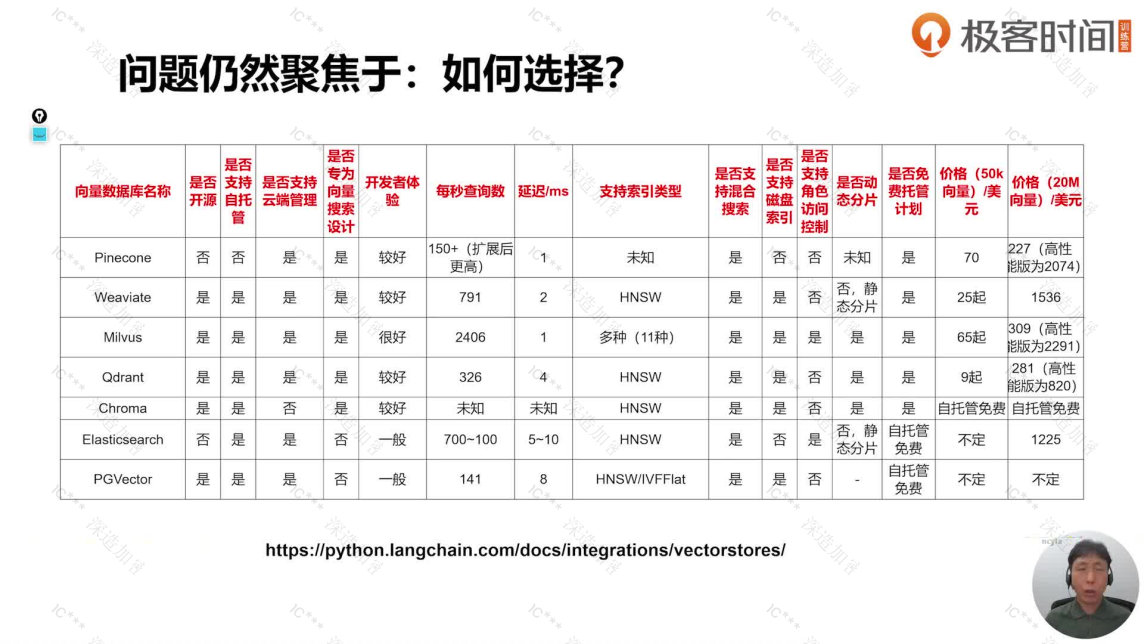 极客时间 训练营
问题仍然聚焦于：如何选择？
向量数据库名称 是否开源 是否支持自托管 是否支持云端管理 是否专为向量搜索设计 开发者体验 每秒查询数 延迟/ms 支持索引类型 是否支持混合搜索 是否支持磁盘索引 是否支持角色访问控制 是否动态分片 是否免费托管计划 价格（50k向量）/美元 价格（20M向量）/美元
Pinecone 否 否 是 是 较好 150+（扩展后更高） 1 未知 是 否 否 未知 是 70 227（高性能版为2074）
Weaviate 是 是 是 是 较好 791 2 HNSW 是 是 否 否，静态分片 是 25起 1536
Milvus 是 是 是 是 很好 2406 1 多种（11种） 是 是 是 是 是 65起 309（高性能版为2291）
Qdrant 是 是 是 是 较好 326 4 HNSW 是 是 否 是 是 9起 281（高性能版为820）
Chroma 是 是 否 是 较好 未知 未知 HNSW 是 是 否 是 是 自托管免费 自托管免费
Elasticsearch 否 是 是 否 一般 700~100 5~10 HNSW 是 否 是 否，静态分片 自托管免费 不定 1225
PGVector 是 是 是 否 一般 141 8 HNSW/IVFFlat 是 是 否 - 自托管免费 不定 不定
https://python.langchain.com/docs/integrations/vectorstores/